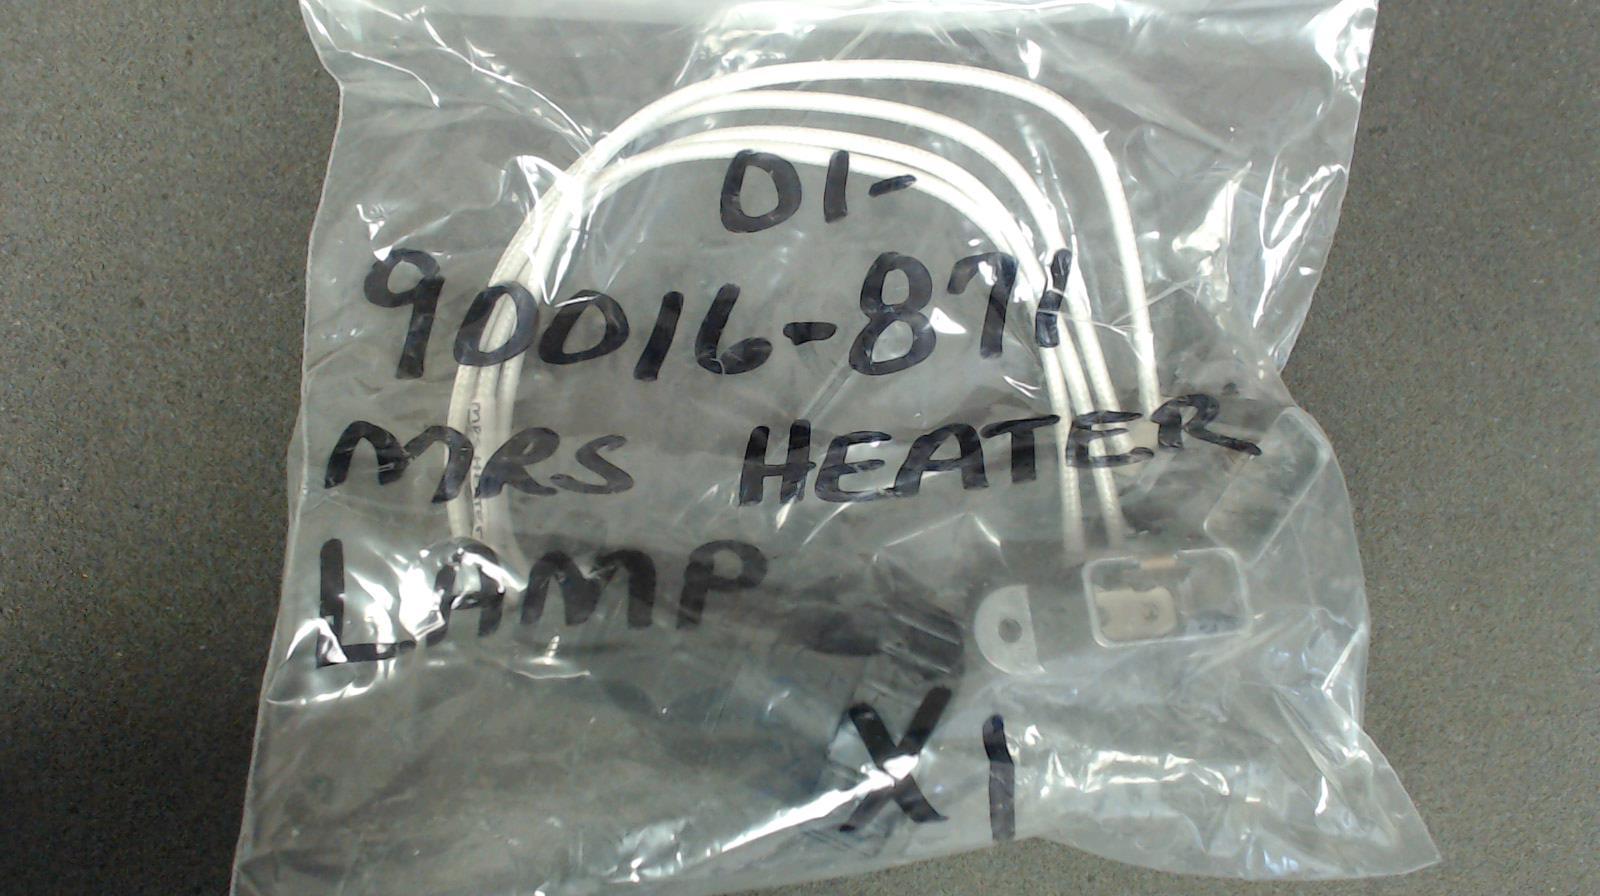 01-
90016-871
MRS HEATER
LAMP
X1